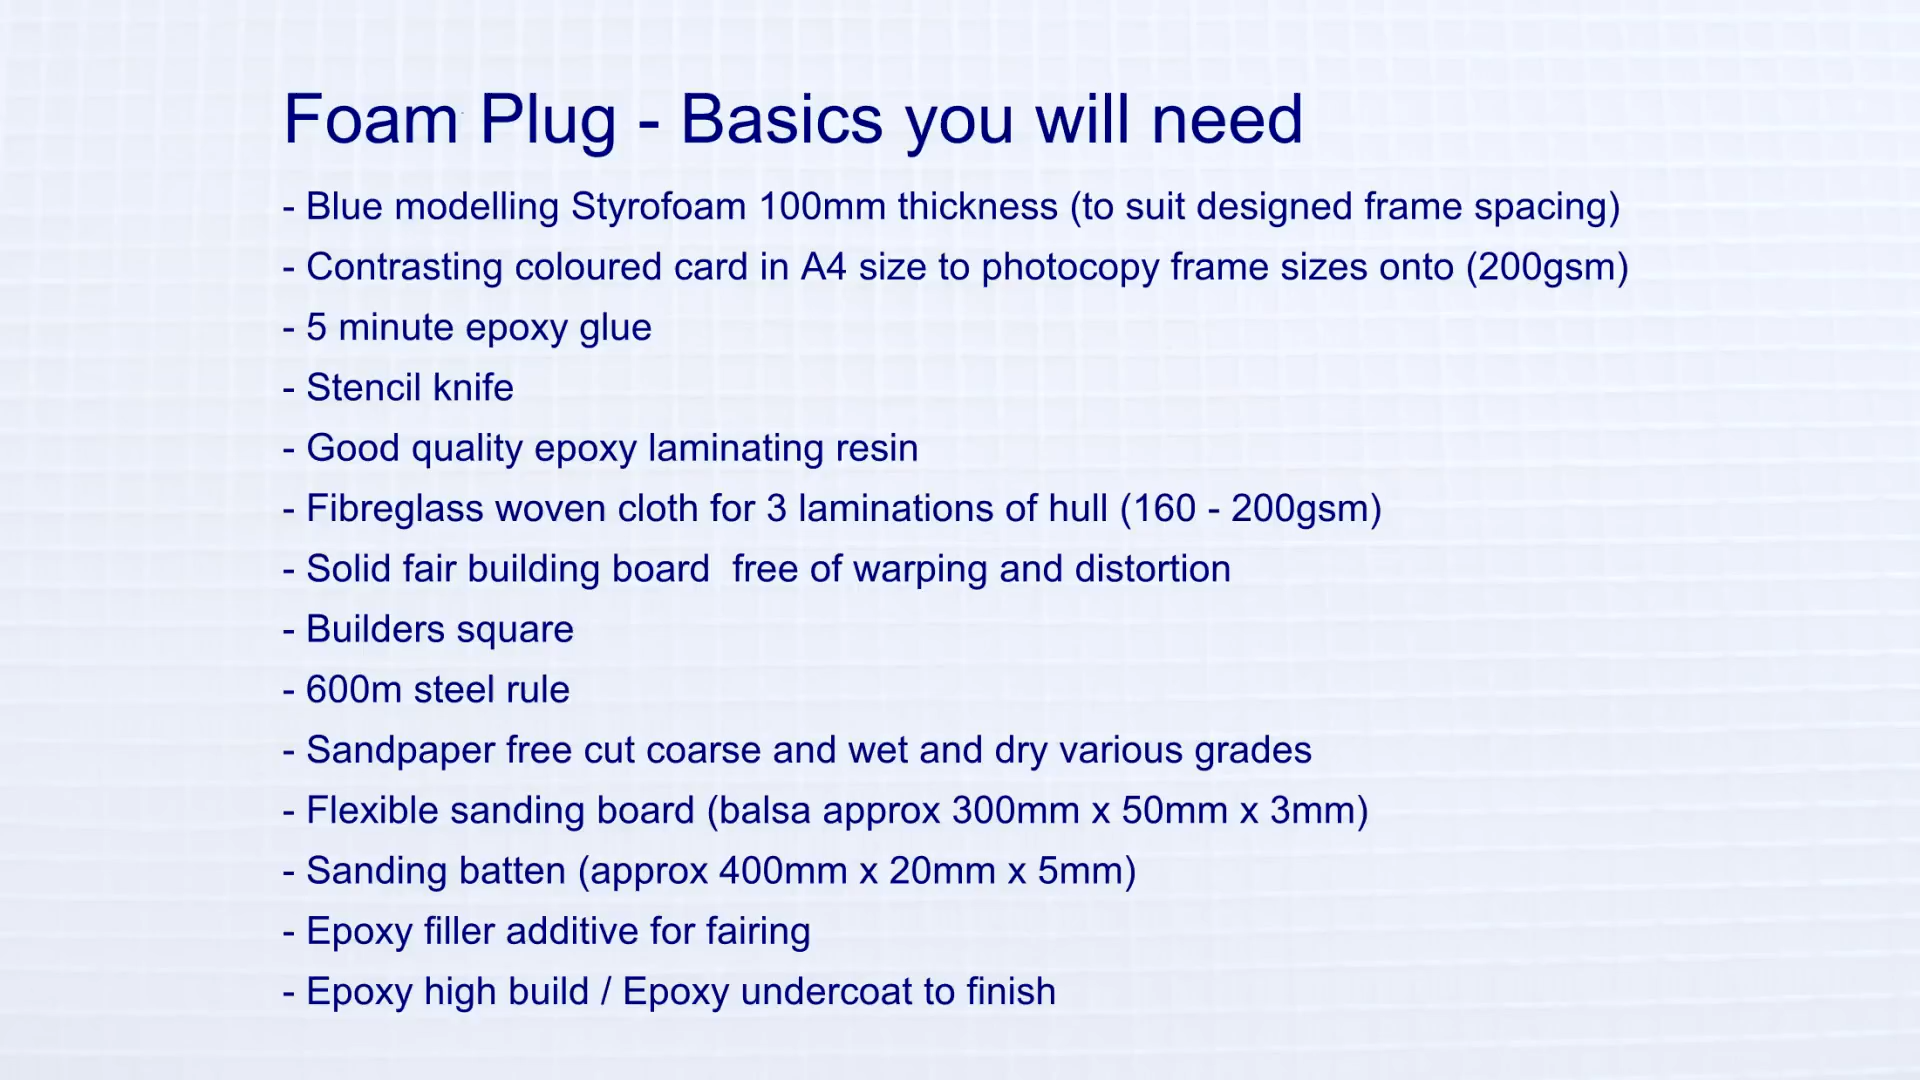 Foam Plug - Basics you will need
- Blue modelling Styrofoam 100mm thickness (to suit designed frame spacing)
- Contrasting coloured card in A4 size to photocopy frame sizes onto (200gsm)
- 5 minute epoxy glue
- Stencil knife
- Good quality epoxy laminating resin
- Fibreglass woven cloth for 3 laminations of hull (160 - 200gsm)
- Solid fair building board  free of warping and distortion
- Builders square
- 600m steel rule
- Sandpaper free cut coarse and wet and dry various grades
- Flexible sanding board (balsa approx 300mm x 50mm x 3mm)
- Sanding batten (approx 400mm x 20mm x 5mm)
- Epoxy filler additive for fairing
- Epoxy high build / Epoxy undercoat to finish